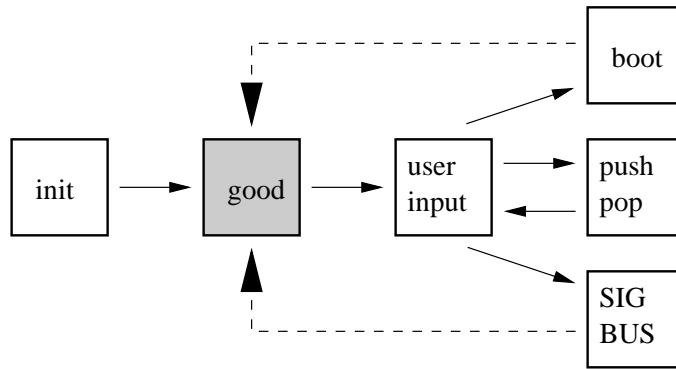 boot
init
good
user
input
push
pop
SIG
BUS